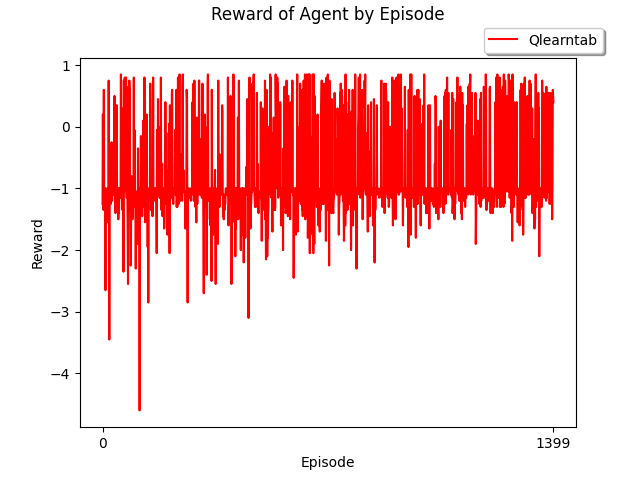 Reward of Agent by Episode
Qlearntab
1
0
−1
−2
−3
−4
Reward
0
1399
Episode